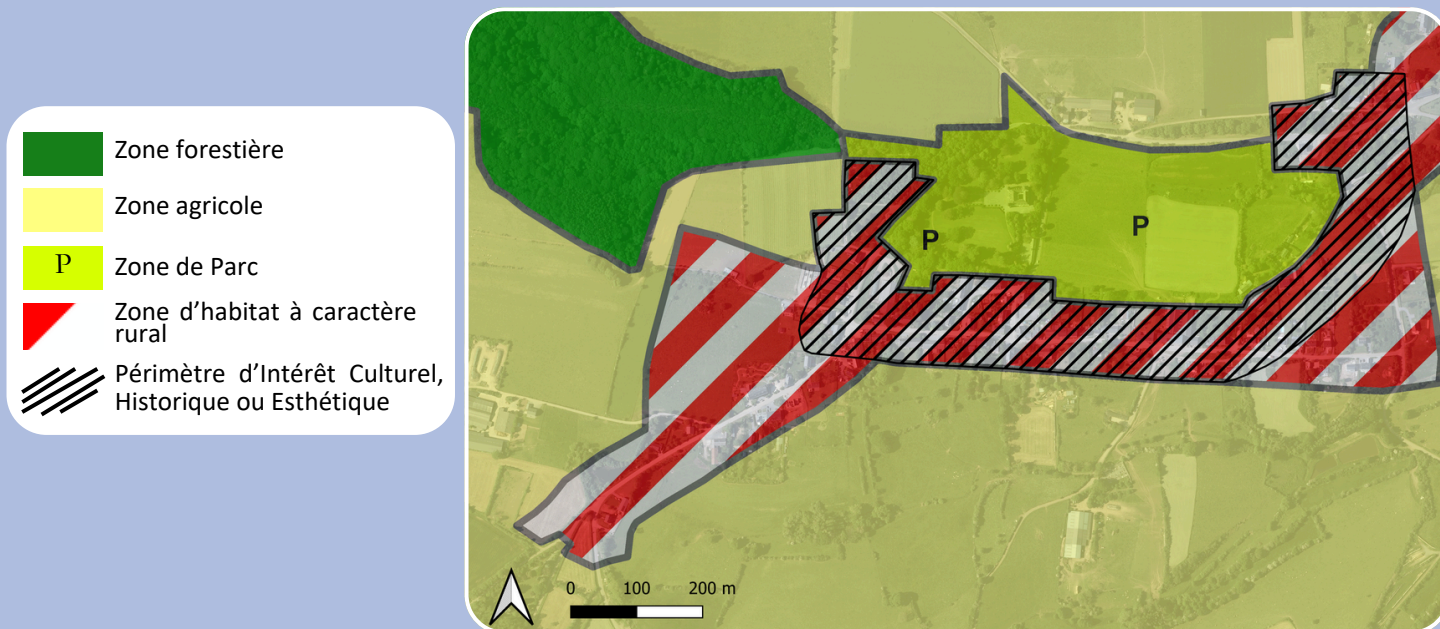 Zone forestière
Zone agricole
P
Zone de Parc
Zone d'habitat à caractère
rural
Périmètre d'Intérêt Culturel,
Historique ou Esthétique
P
P
0 100 200 m